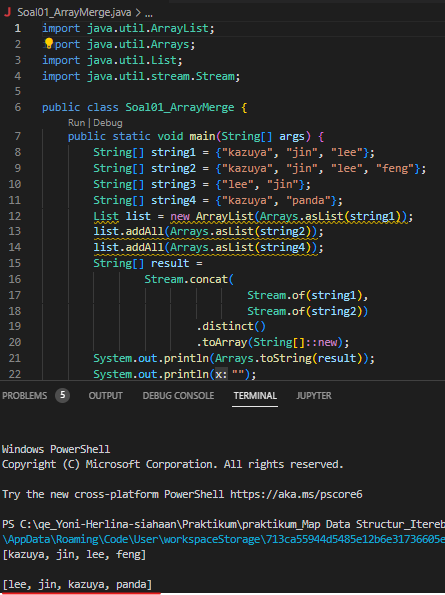 J Soal01_ArrayMerge.java > ...
1 import java.util.ArrayList;
2 import java.util.Arrays;
3 import java.util.List;
4 import java.util.stream.Stream;
5
6 public class Soal01_ArrayMerge {
Run | Debug
7 public static void main(String[] args) {
8 String[] string1 = {"kazuya", "jin", "lee"};
9 String[] string2 = {"kazuya", "jin", "lee", "feng"};
10 String[] string3 = {"lee", "jin"};
11 String[] string4 = {"kazuya", "panda"};
12 List list = new ArrayList(Arrays.asList(string1));
13 list.addAll(Arrays.asList(string2));
14 list.addAll(Arrays.asList(string4));
15 String[] result =
16 Stream.concat(
17 Stream.of(string1),
18 Stream.of(string2))
19 .distinct()
20 .toArray(String[]::new);
21 System.out.println(Arrays.toString(result));
22 System.out.println(x:"");
PROBLEMS 5 OUTPUT DEBUG CONSOLE TERMINAL JUPYTER
Windows PowerShell
Copyright (C) Microsoft Corporation. All rights reserved.
Try the new cross-platform PowerShell https://aka.ms/pscore6
PS C:\qe_Yoni-Herlina-siahaan\Praktikum\praktikum_Map Data Structur_Itereb
\AppData\Roaming\Code\User\workspaceStorage\713ca55944d5485e12b6e31736605e
[kazuya, jin, lee, feng]
[lee, jin, kazuya, panda]